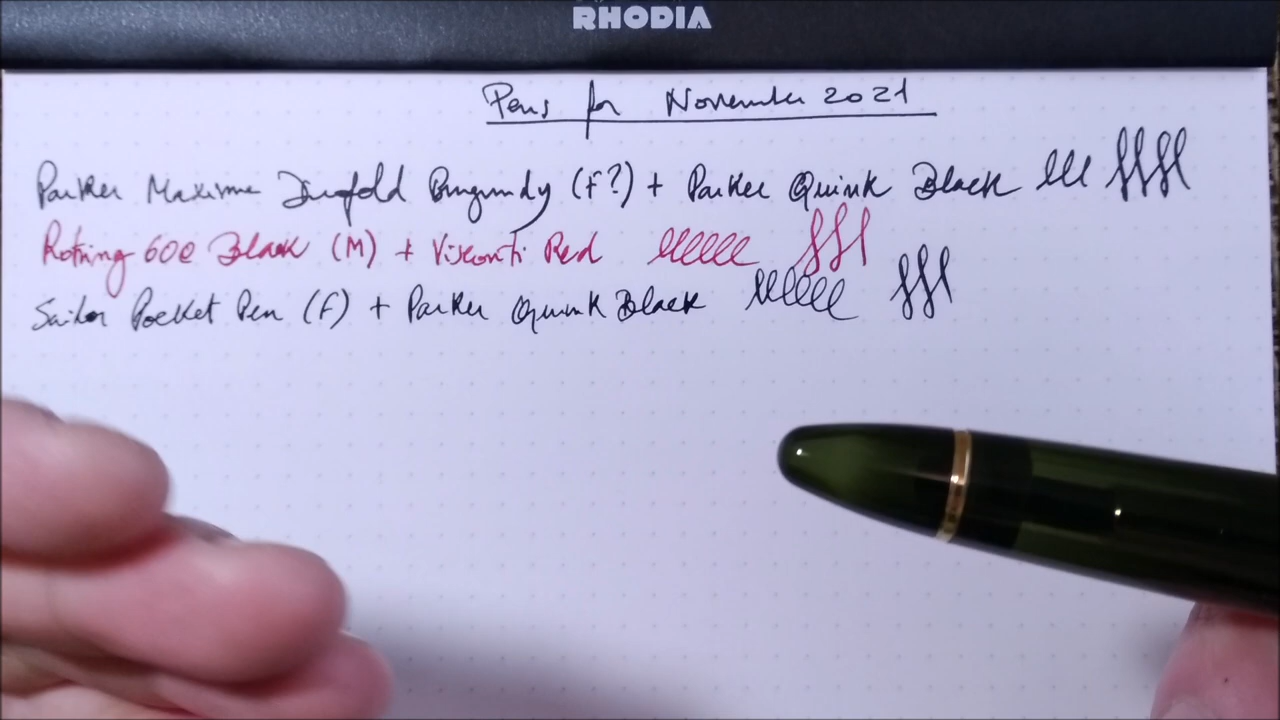 RHODIA
Pens for November 2021
Parker Maxima Duofold Burgundy (F?) + Parker Quink Black
Rotring 600 Black (M) + Visconti Red
Sailor Pocket Pen (F) + Parker Quink Black